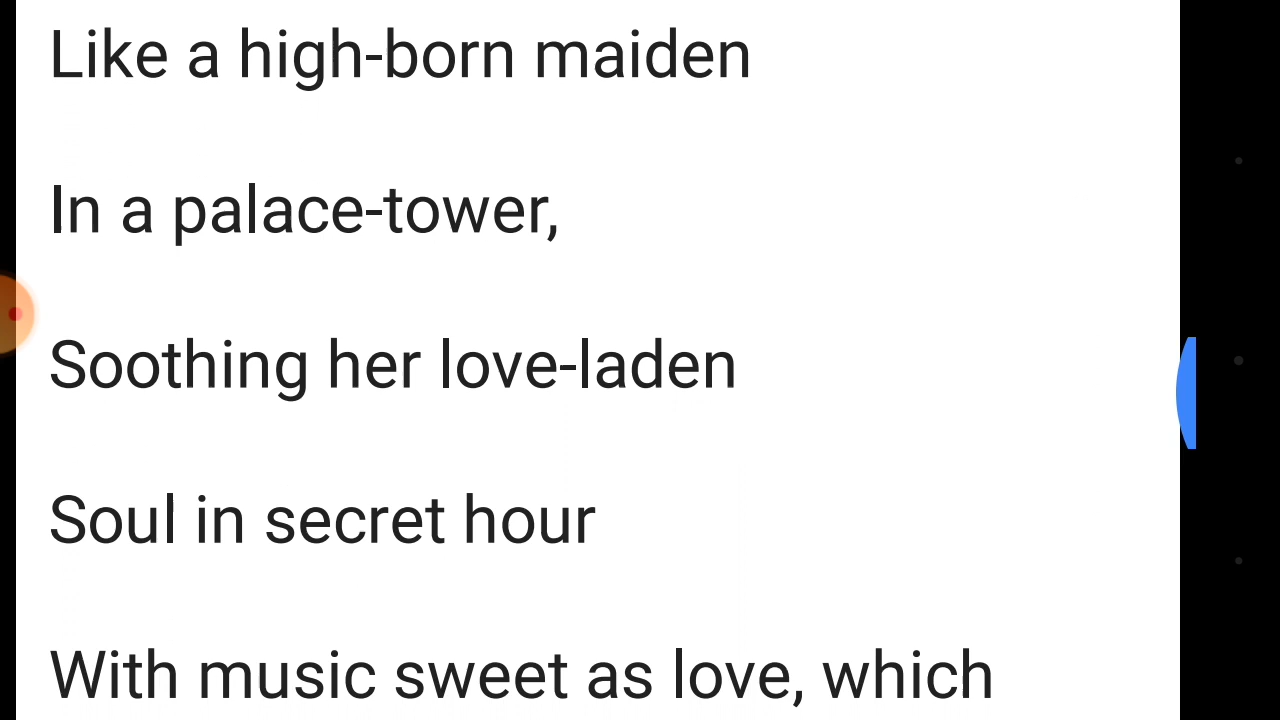 Like a high-born maiden
In a palace-tower,
Soothing her love-laden
Soul in secret hour
With music sweet as love, which